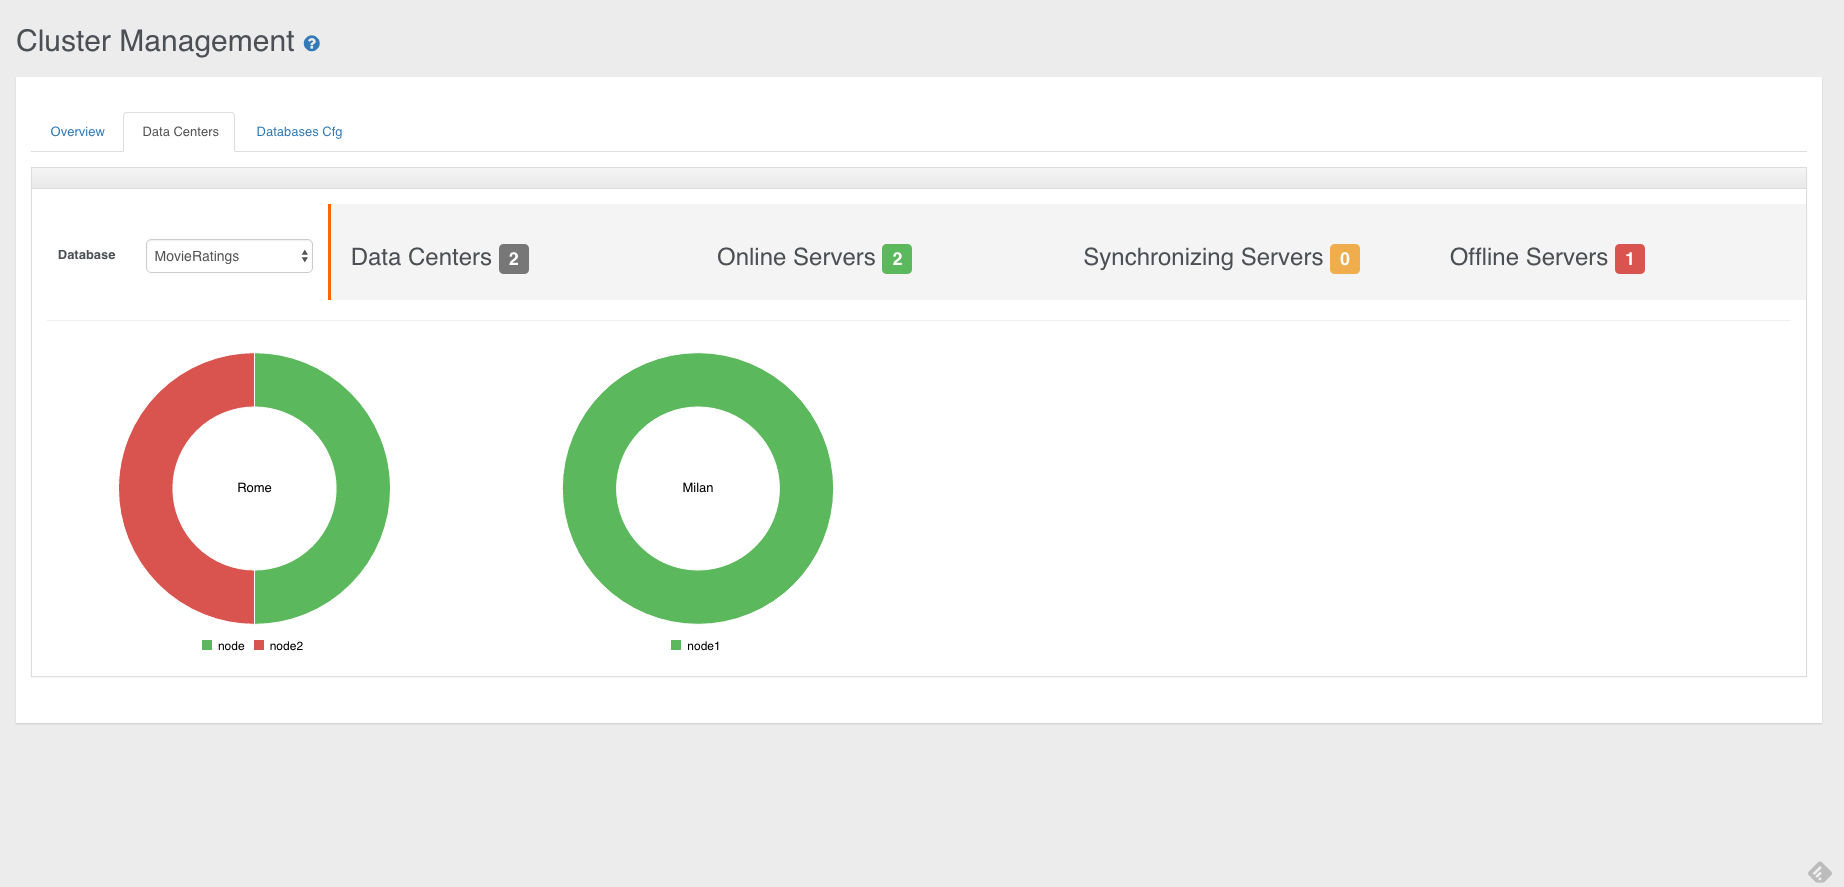 Cluster Management ?
Overview Data Centers Databases Cfg
Database MovieRatings Data Centers 2 Online Servers 2 Synchronizing Servers 0 Offline Servers 1
Rome Milan
node node2 node1